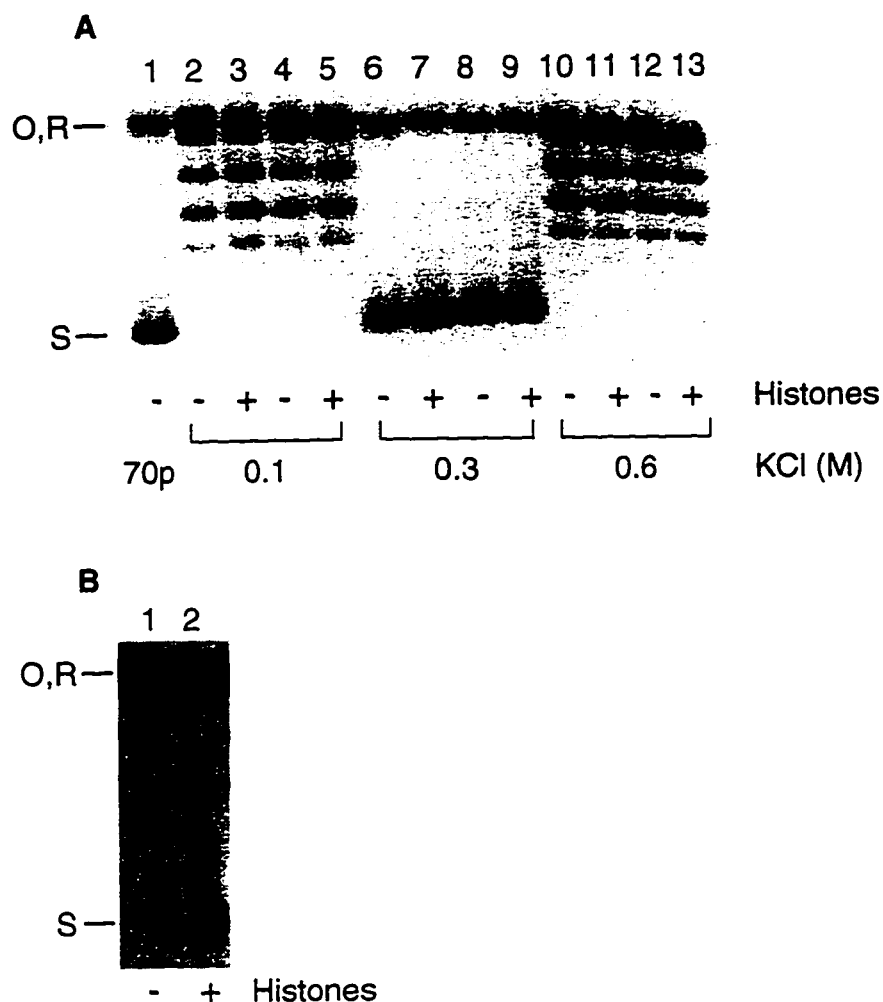 A
1 2 3 4 5 6 7 8 9 10 11 12 13
O,R
S
- - + - + - + - + - + - + Histones
70p 0.1 0.3 0.6 KCl (M)
B
1 2
O,R
S
- + Histones